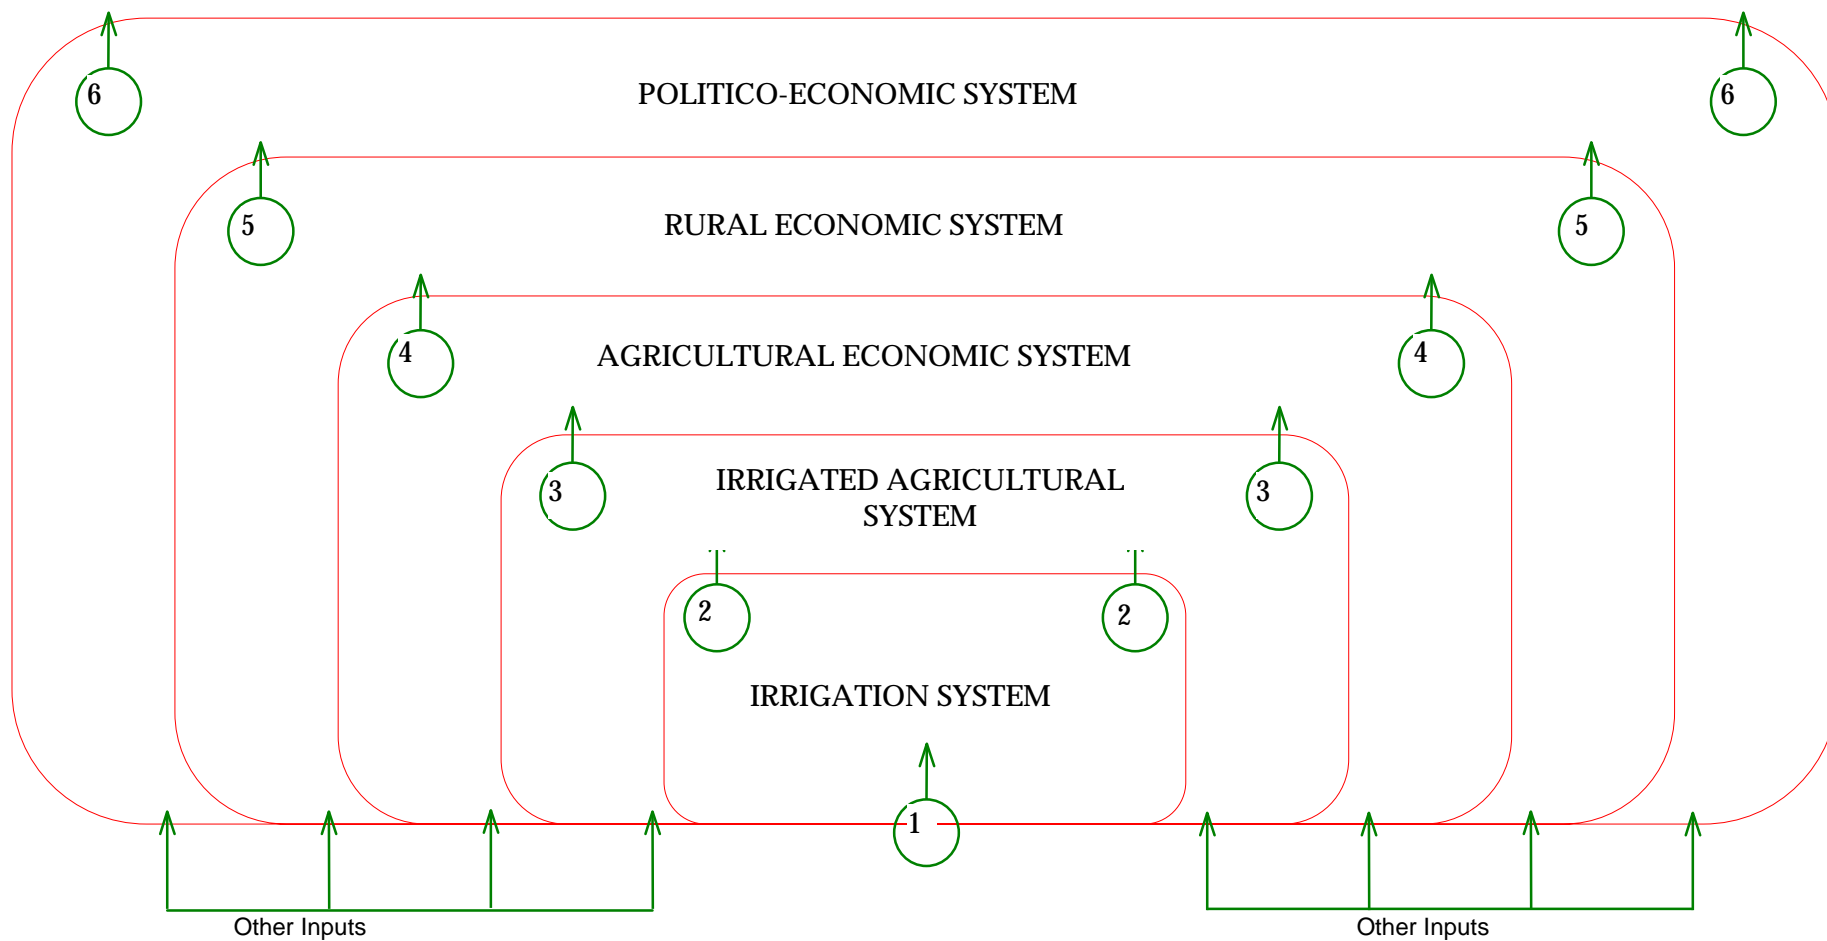 6 POLITICO-ECONOMIC SYSTEM 6
5 RURAL ECONOMIC SYSTEM 5
4 AGRICULTURAL ECONOMIC SYSTEM 4
3 IRRIGATED AGRICULTURAL 3
SYSTEM
2 2
IRRIGATION SYSTEM
1
Other Inputs Other Inputs